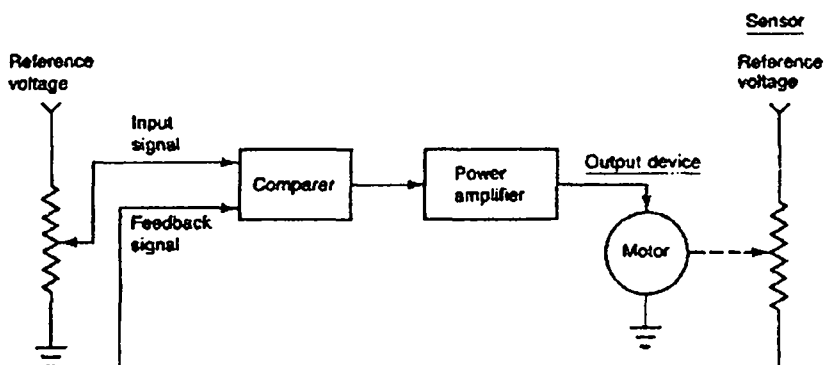 Sensor
Reference
voltage
Reference
voltage
Input
signal
Comparer
Power
amplifier
Output device
Feedback
signal
Motor